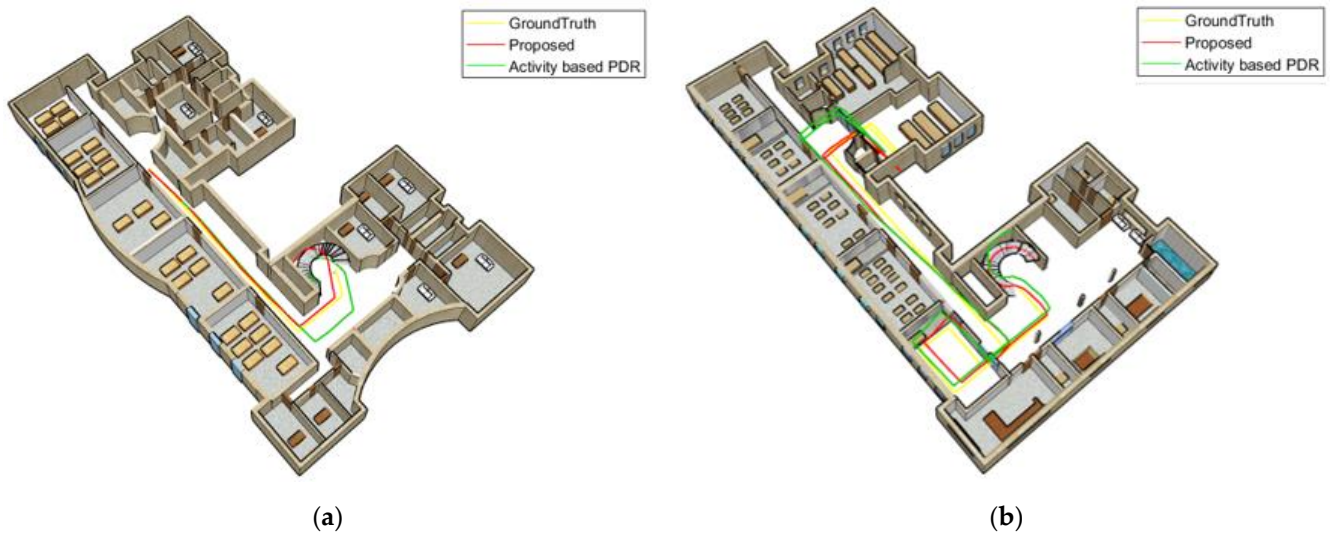 GroundTruth
Proposed
Activity based PDR
GroundTruth
Proposed
Activity based PDR
(a)
(b)